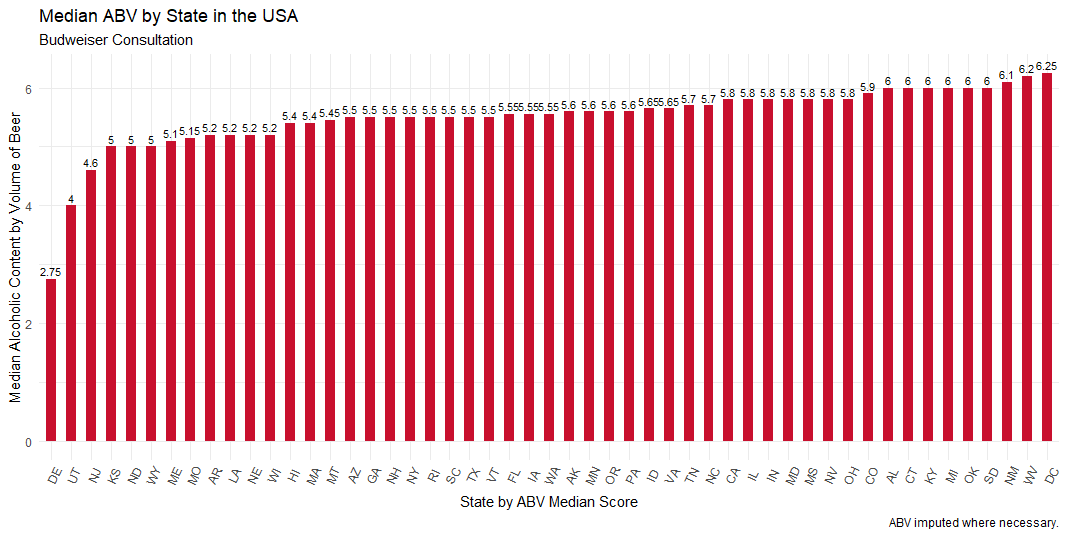 Median ABV by State in the USA
Budweiser Consultation
Median Alcoholic Content by Volume of Beer
6
4
2
0
2.75 4 4.6 5 5 5 5.1 5.15 5.2 5.2 5.2 5.2 5.4 5.4 5.45 5.5 5.5 5.5 5.5 5.5 5.5 5.5 5.5 5.55 5.55 5.55 5.6 5.6 5.6 5.6 5.65 5.65 5.7 5.7 5.8 5.8 5.8 5.8 5.8 5.8 5.8 5.9 6 6 6 6 6 6 6.1 6.2 6.25
DE UT NJ KS ND WY ME MO AR LA NE WI HI MA MT AZ GA NH NY RI SC TX VT FL IA WA AK MN OR PA ID VA TN NC CA IL IN MD MS NV OH CO AL CT KY MI OK SD NM WV DC
State by ABV Median Score
ABV imputed where necessary.